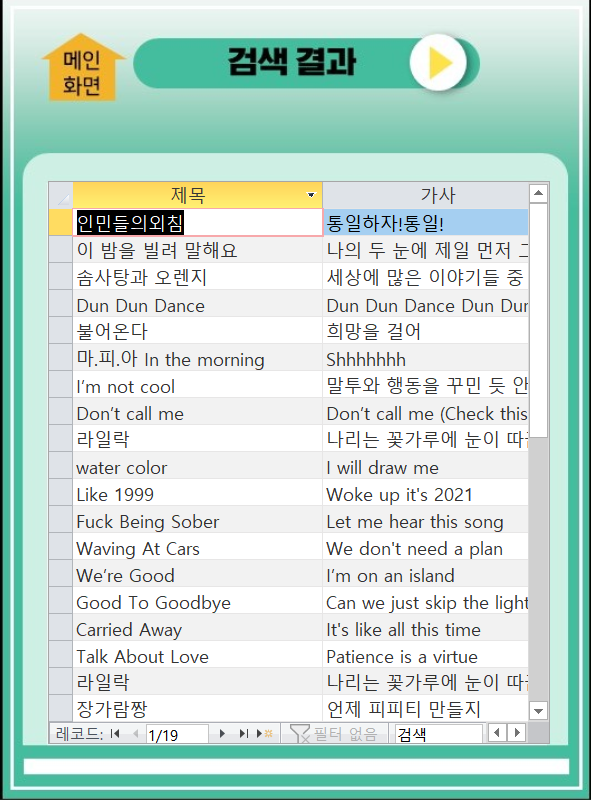 메인
화면
검색 결과
제목 가사
인민들의외침 통일하자!통일!
이 밤을 빌려 말해요 나의 두 눈에 제일 먼저 그
솜사탕과 오렌지 세상에 많은 이야기들 중
Dun Dun Dance Dun Dun Dance Dun Dun
불어온다 희망을 걸어
마.피.아 In the morning Shhhhhhh
I’m not cool 말투와 행동을 꾸민 듯 안
Don’t call me Don’t call me (Check this
라일락 나리는 꽃가루에 눈이 따끔
water color I will draw me
Like 1999 Woke up it's 2021
Fuck Being Sober Let me hear this song
Waving At Cars We don't need a plan
We’re Good I’m on an island
Good To Goodbye Can we just skip the light
Carried Away It's like all this time
Talk About Love Patience is a virtue
라일락 나리는 꽃가루에 눈이 따끔
장가람짱 언제 피피티 만들지
레코드: 1/19 필터 없음 검색